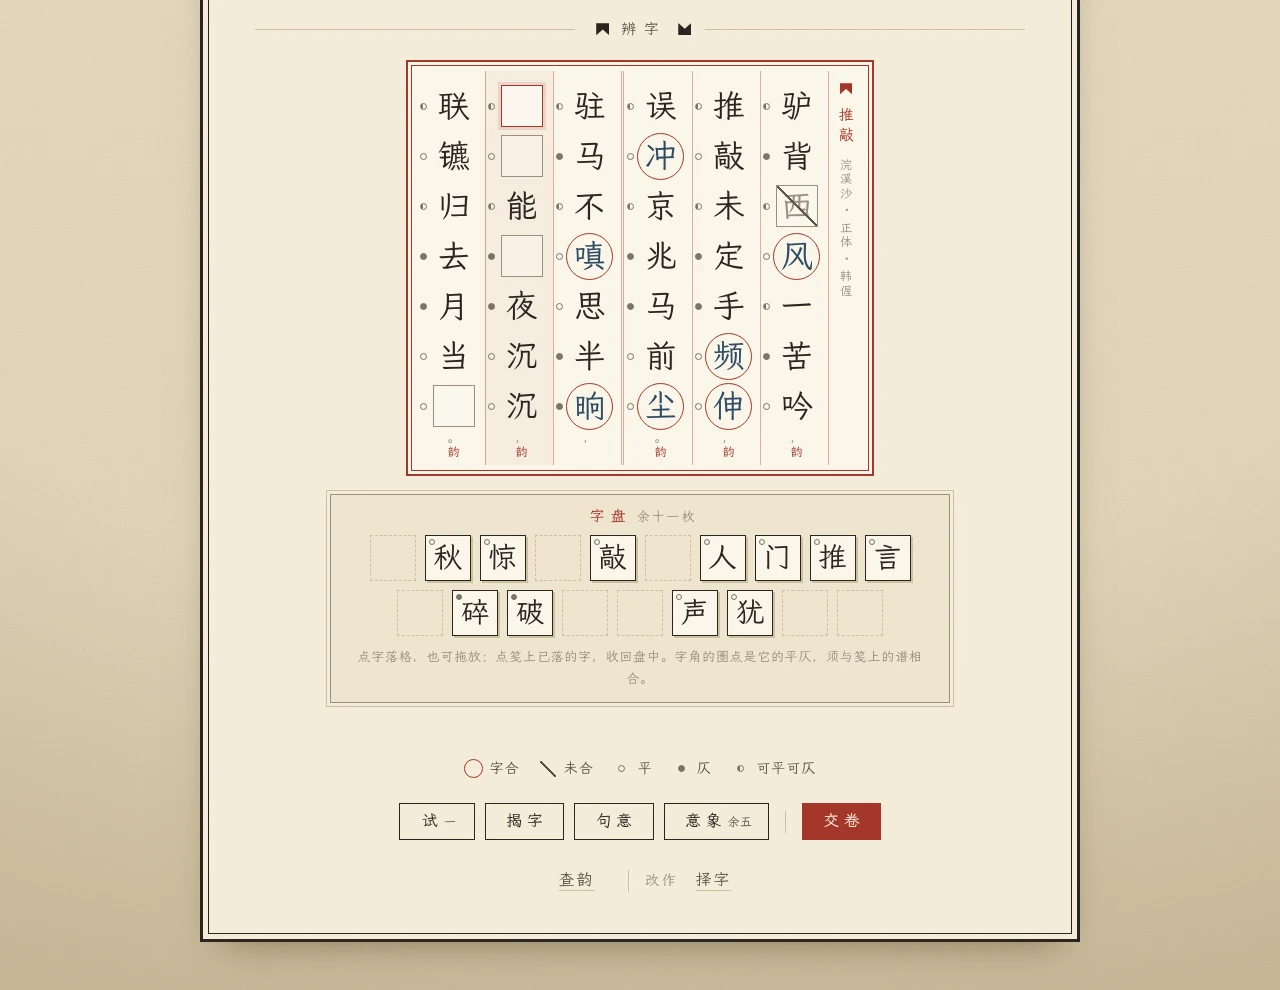 辨字
推敲
浣溪沙·正体·韩偓
驴背西风一苦吟，韵
推敲未定手频伸，韵
误冲京兆马前尘。韵
驻马不嗔思半晌，
能夜沉沉，韵
联镳归去月当。韵
字盘 余十一枚
秋惊敲人门推言
碎破声犹
点字落格，也可拖放；点笺上已落的字，收回盘中。字角的圈点是它的平仄，须与笺上的谱相
合。
字合 未合 平 仄 可平可仄
试一 揭字 句意 意象 余五 交卷
查韵 改作 择字